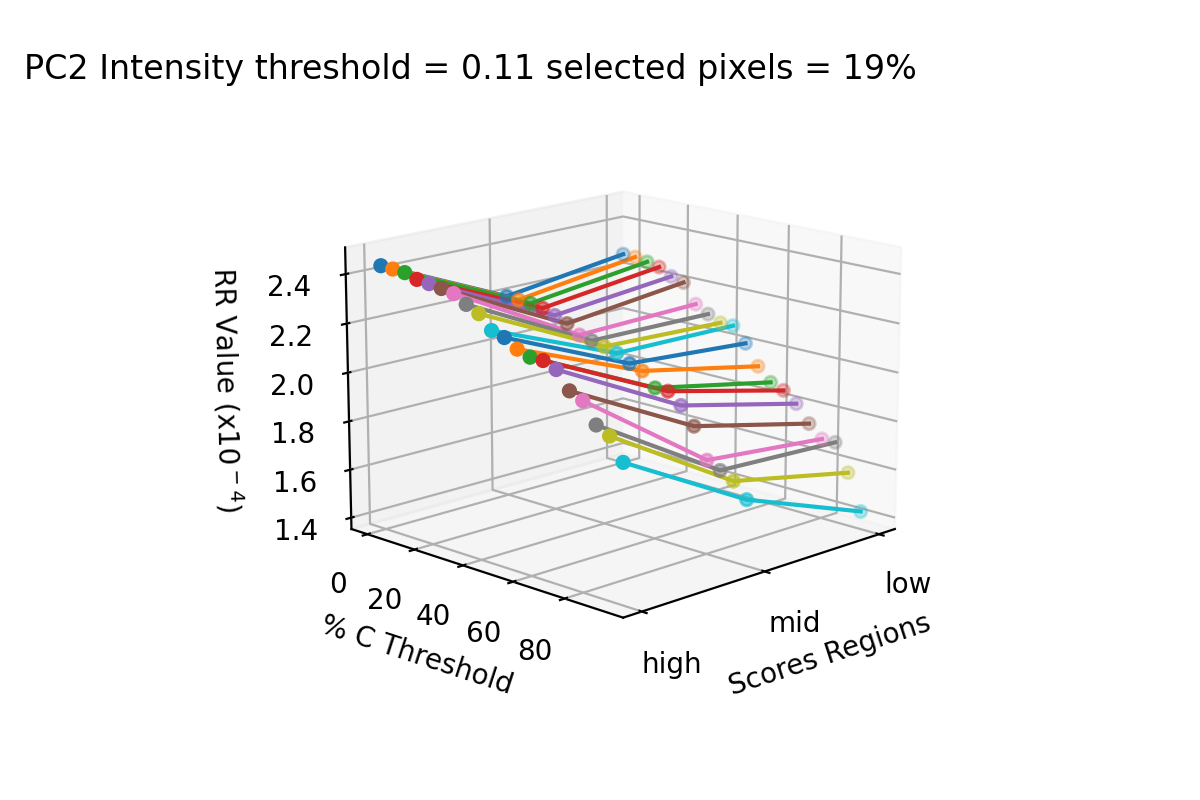 PC2 Intensity threshold = 0.11 selected pixels = 19%
RR Value (x10⁻⁴)
2.4
2.2
2.0
1.8
1.6
1.4
0
20
40
60
80
% C Threshold
high
mid
low
Scores Regions